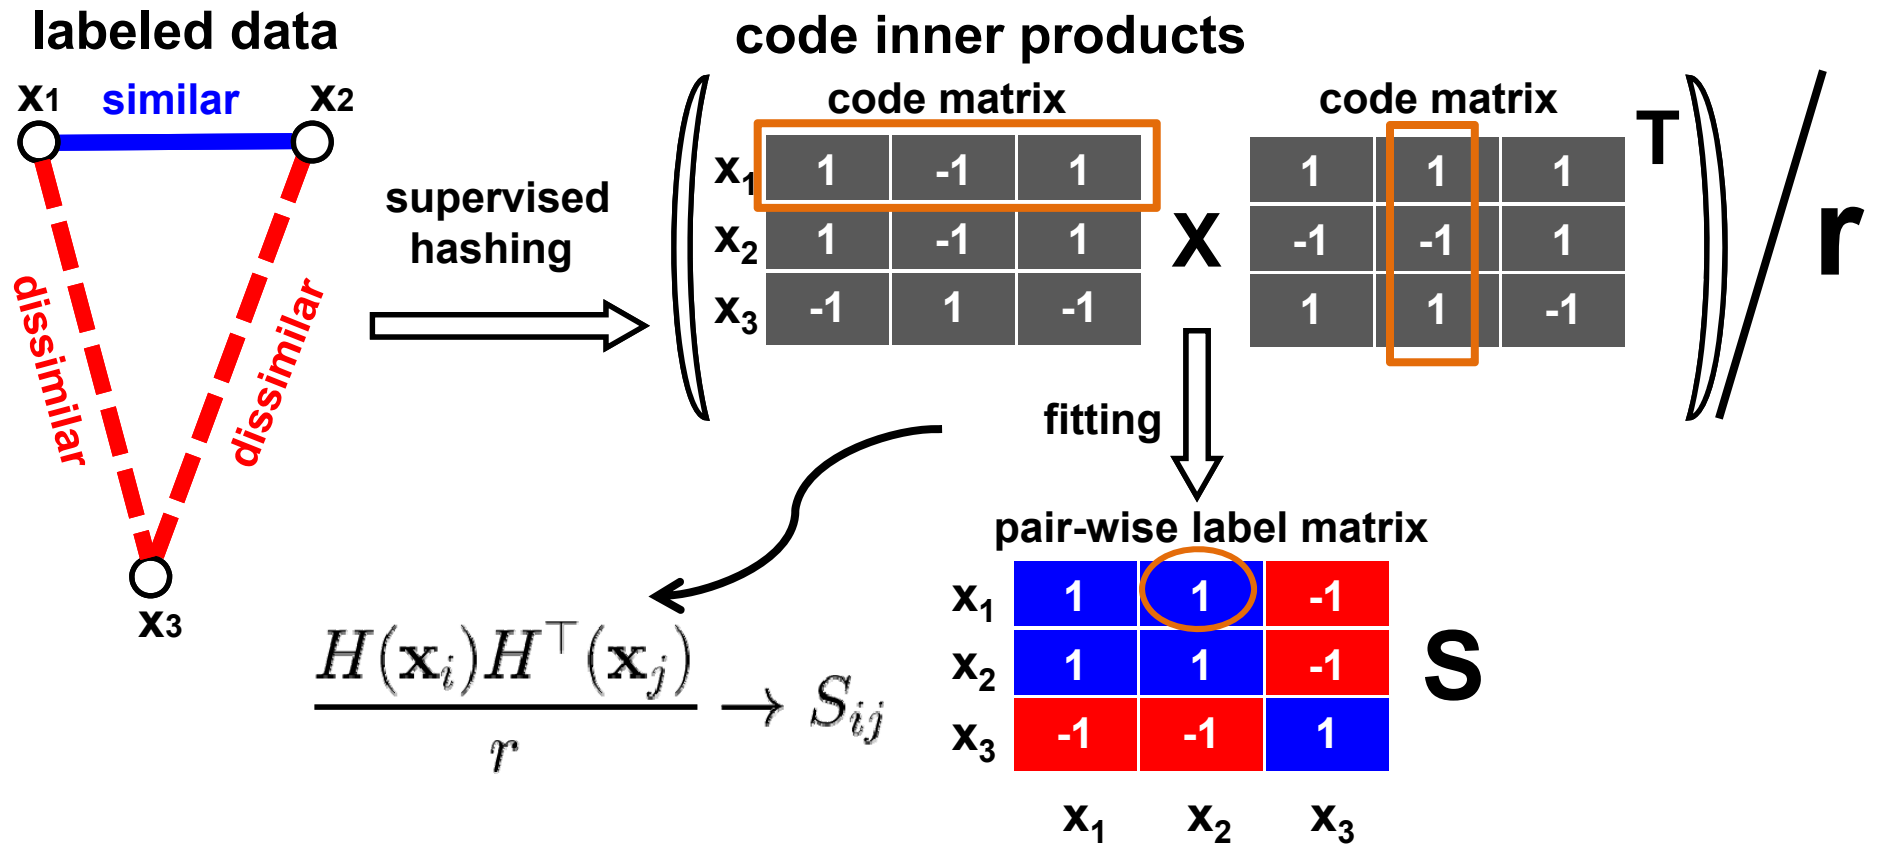 labeled data
x1 similar x2
dissimilar
dissimilar
x3
supervised
hashing
code inner products
code matrix
x₁ 1 -1 1
x₂ 1 -1 1
x₃ -1 1 -1
X
code matrix
1 1 1
-1 -1 1
1 1 -1
T
r
fitting
H(x_i)H^⊤(x_j)
r
→ S_ij
pair-wise label matrix
x₁ 1 1 -1
x₂ 1 1 -1
x₃ -1 -1 1
x₁ x₂ x₃
S